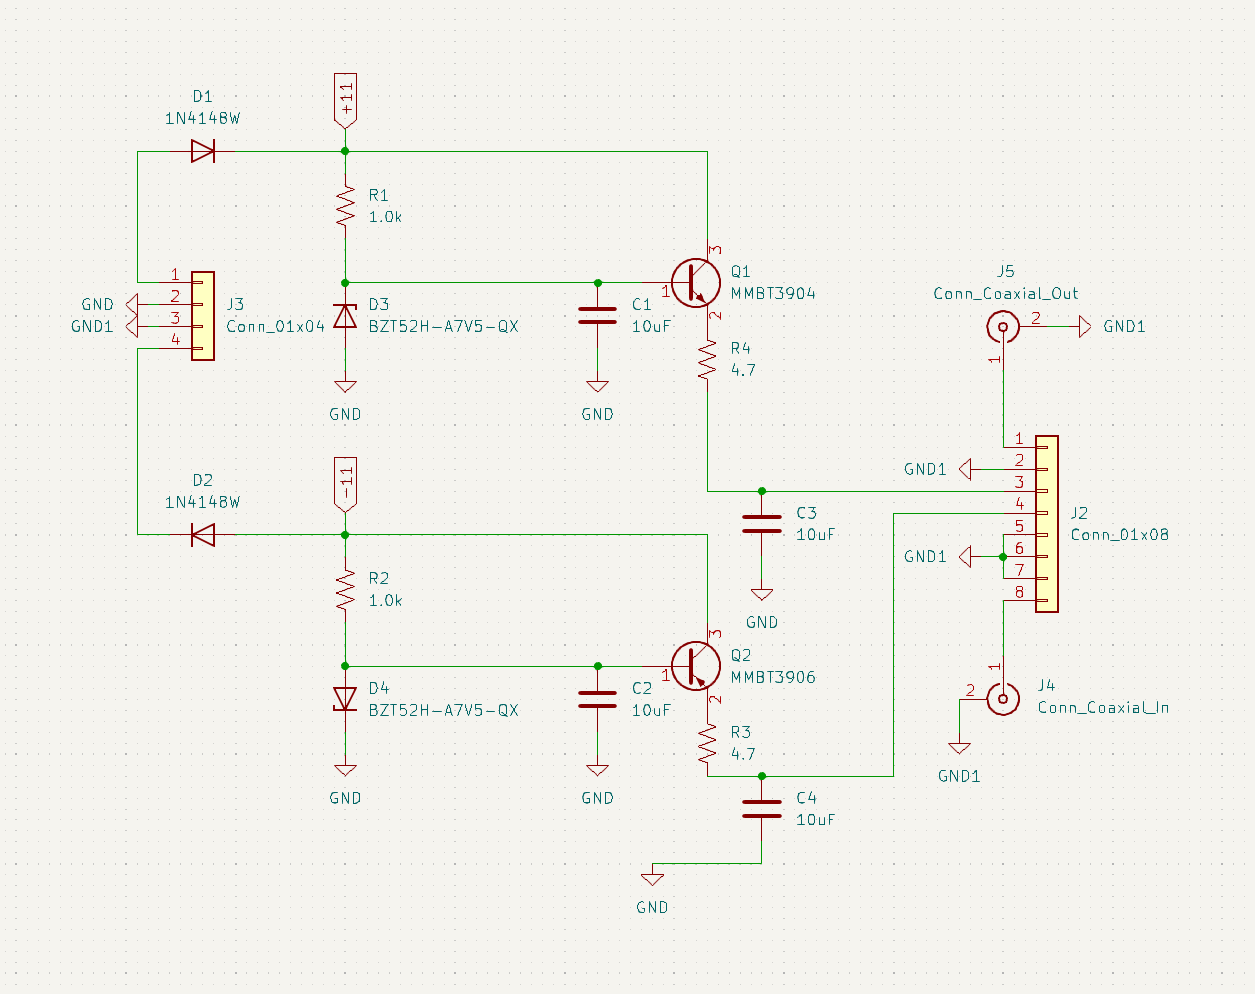 +11
D1
1N4148W
R1
1.0k
3
Q1
MMBT3904
1
2
J5
Conn_Coaxial_Out
2
GND1
1
1
2
3
4
GND
GND1
J3
Conn_01x04
D3
BZT52H-A7V5-QX
C1
10uF
R4
4.7
GND
GND
-11
D2
1N4148W
1
2
3
4
5
6
7
8
GND1
GND1
J2
Conn_01x08
C3
10uF
GND
R2
1.0k
3
Q2
MMBT3906
1
2
D4
BZT52H-A7V5-QX
C2
10uF
1
2
J4
Conn_Coaxial_In
GND1
R3
4.7
GND
GND
C4
10uF
GND